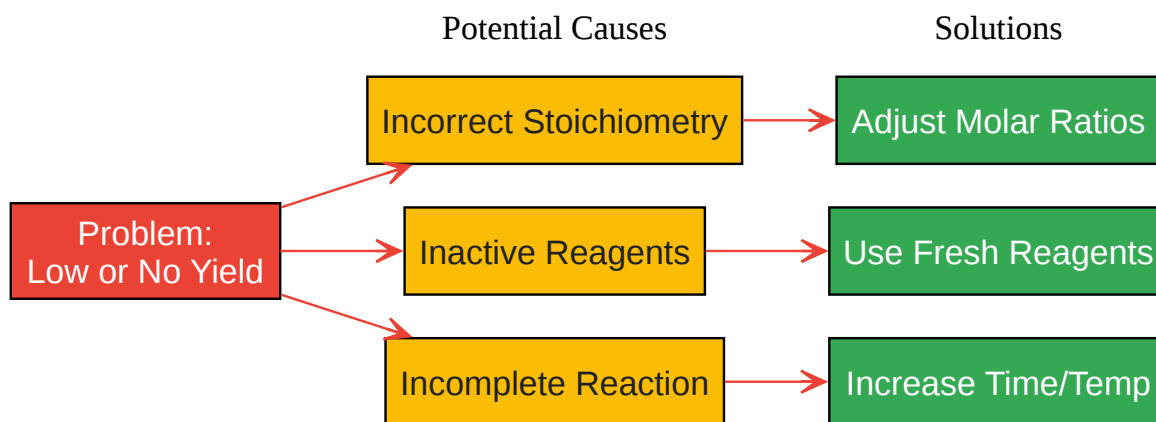 Potential Causes
Solutions
Incorrect Stoichiometry
Adjust Molar Ratios
Problem:
Low or No Yield
Inactive Reagents
Use Fresh Reagents
Incomplete Reaction
Increase Time/Temp